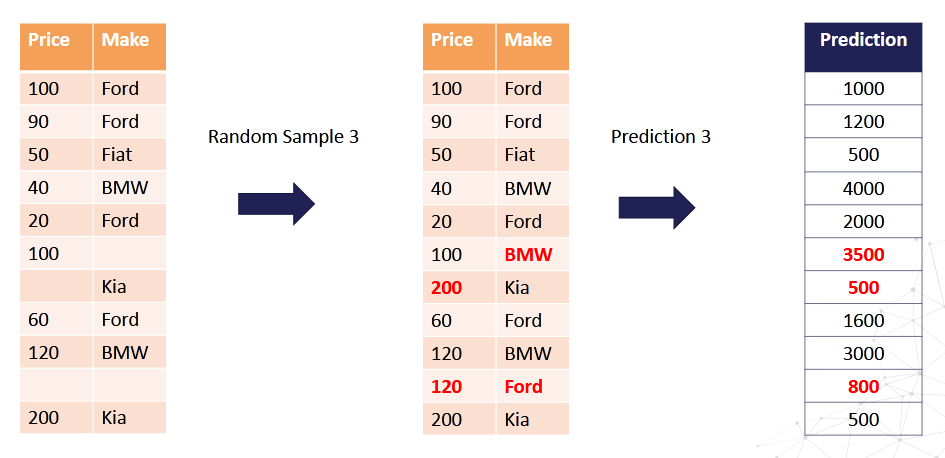 Price Make Price Make Prediction
100 Ford 100 Ford 1000
90 Ford 90 Ford 1200
Random Sample 3 Prediction 3
50 Fiat 50 Fiat 500
40 BMW 40 BMW 4000
20 Ford 20 Ford 2000
100 100 BMW 3500
Kia 200 Kia 500
60 Ford 60 Ford 1600
120 BMW 120 BMW 3000
120 Ford 800
200 Kia 200 Kia 500